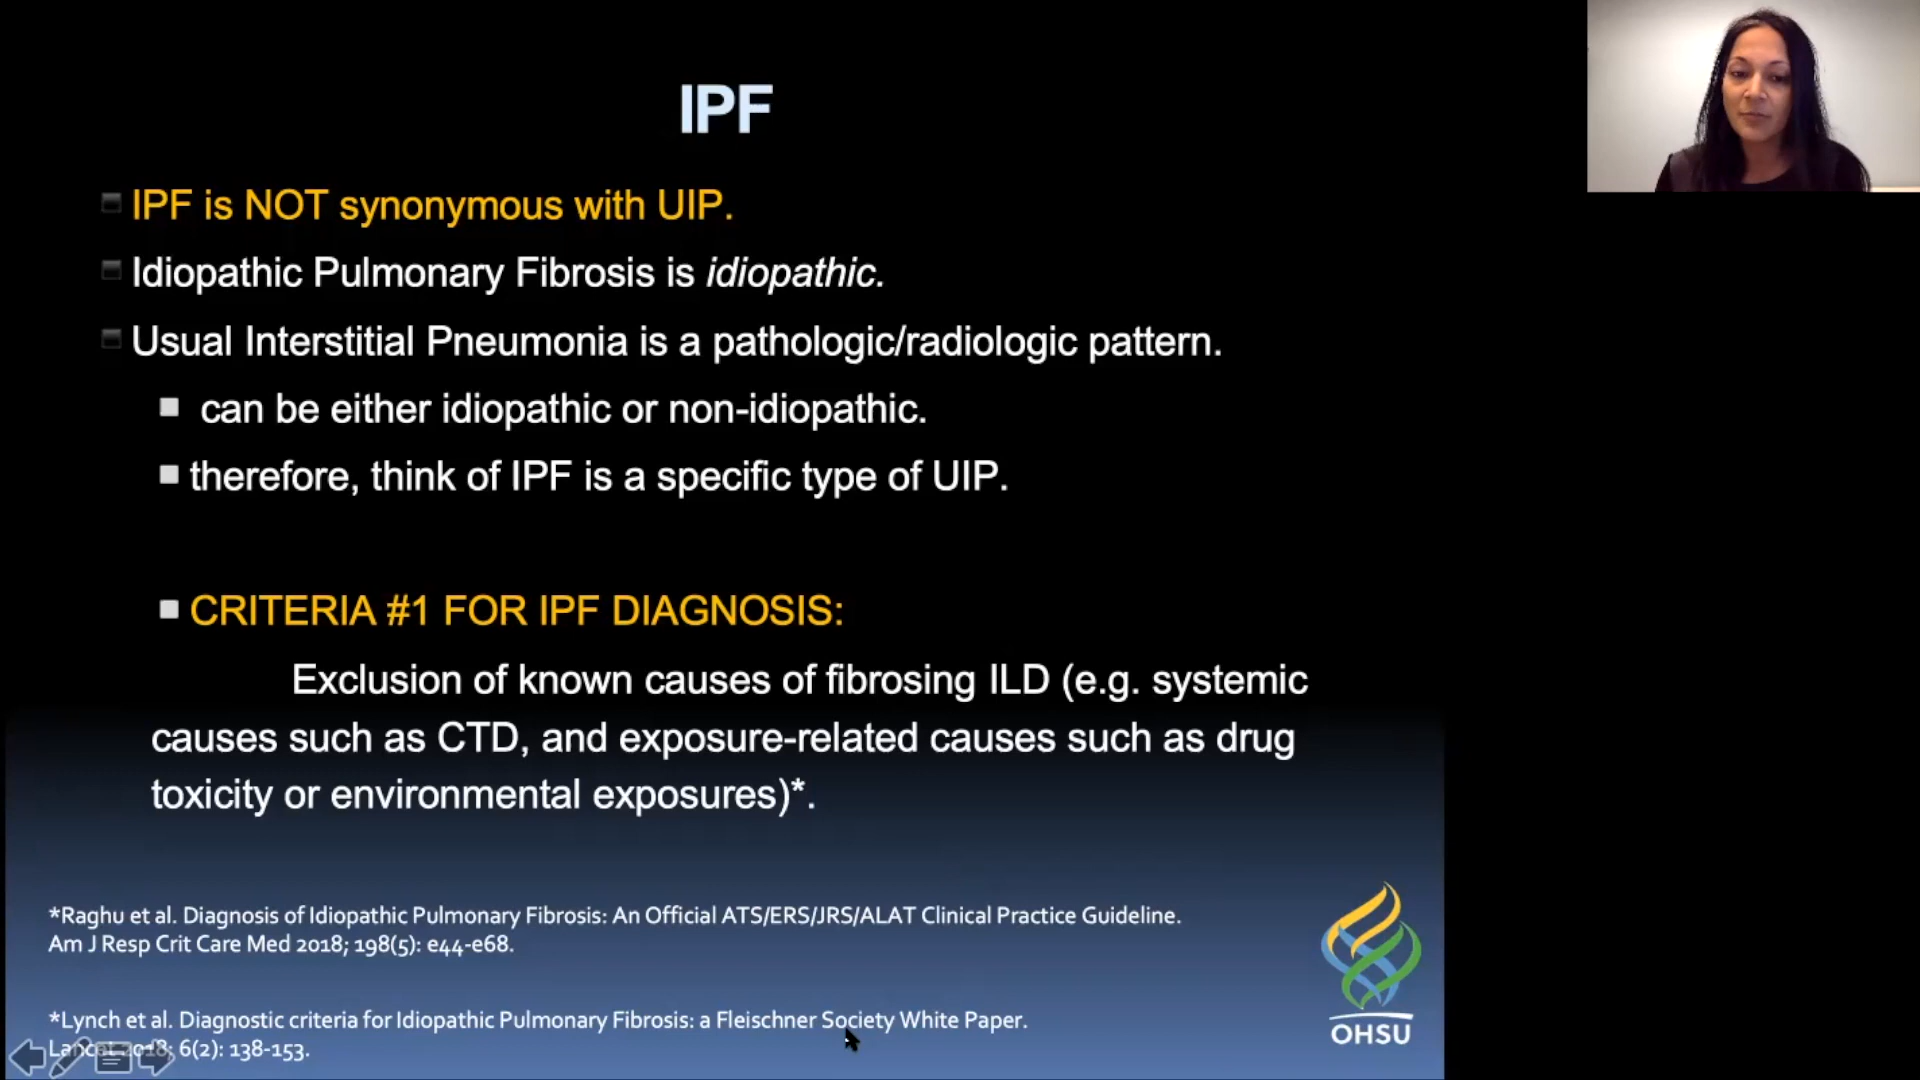 IPF
IPF is NOT synonymous with UIP.
Idiopathic Pulmonary Fibrosis is idiopathic.
Usual Interstitial Pneumonia is a pathologic/radiologic pattern.
can be either idiopathic or non-idiopathic.
therefore, think of IPF is a specific type of UIP.
CRITERIA #1 FOR IPF DIAGNOSIS:
Exclusion of known causes of fibrosing ILD (e.g. systemic
causes such as CTD, and exposure-related causes such as drug
toxicity or environmental exposures)*.
*Raghu et al. Diagnosis of Idiopathic Pulmonary Fibrosis: An Official ATS/ERS/JRS/ALAT Clinical Practice Guideline.
Am J Resp Crit Care Med 2018; 198(5): e44-e68.
*Lynch et al. Diagnostic criteria for Idiopathic Pulmonary Fibrosis: a Fleischner Society White Paper.
Lancet 2018; 6(2): 138-153.
OHSU